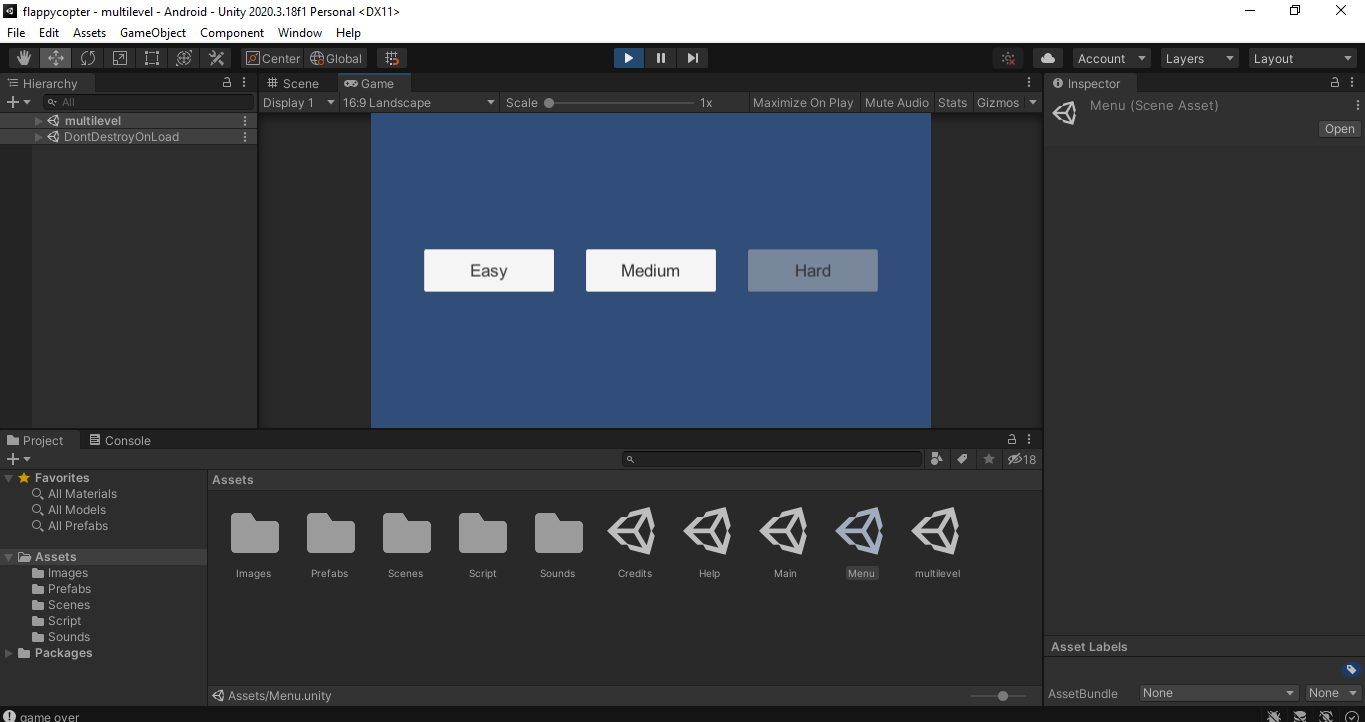 flappycopter - multilevel - Android - Unity 2020.3.18f1 Personal <DX11>
File Edit Assets GameObject Component Window Help
Center Global Account Layers Layout
Hierarchy Scene Game Inspector
All Display 1 16:9 Landscape Scale 1x Maximize On Play Mute Audio Stats Gizmos Menu (Scene Asset)
multilevel
DontDestroyOnLoad Open
Easy Medium Hard
Project Console
18
Favorites Assets
All Materials
All Models
All Prefabs
Assets
Images
Prefabs
Scenes
Script
Sounds
Packages
Images Prefabs Scenes Script Sounds Credits Help Main Menu multilevel
Asset Labels
Assets/Menu.unity AssetBundle None None
game over